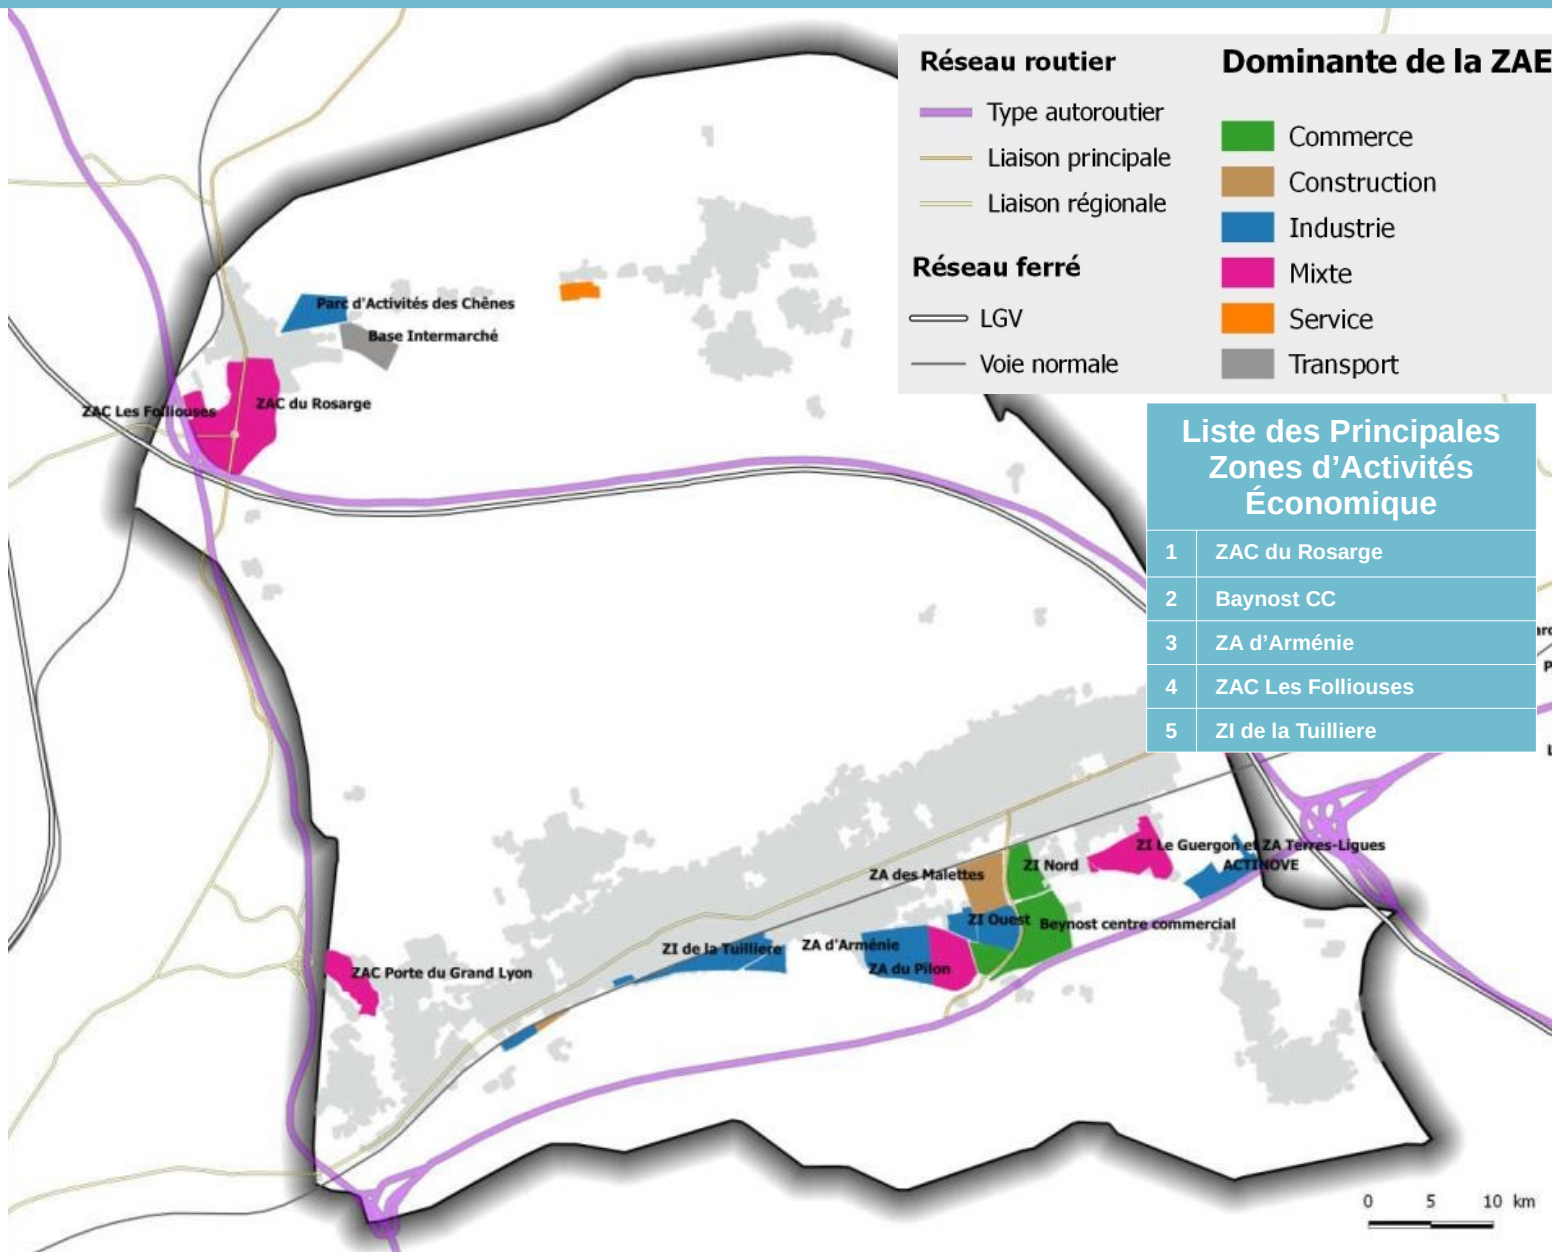 Réseau routier
Type autoroutier
Liaison principale
Liaison régionale
Réseau ferré
LGV
Voie normale
Dominante de la ZAE
Commerce
Construction
Industrie
Mixte
Service
Transport
Parc d'Activités des Chênes
Base Intermarché
ZAC Les Folliouses
ZAC du Rosarge
Liste des Principales
Zones d’Activités
Économique
1 ZAC du Rosarge
2 Baynost CC
3 ZA d’Arménie
4 ZAC Les Folliouses
5 ZI de la Tuilliere
ZI Le Guergon et ZA Terres-Ligues
ACTINOVE
ZI Nord
ZA des Malettes
ZI Ouest
Beynost centre commercial
ZA d'Arménie
ZI de la Tuilliere
ZA du Pilon
ZAC Porte du Grand Lyon
0 5 10 km